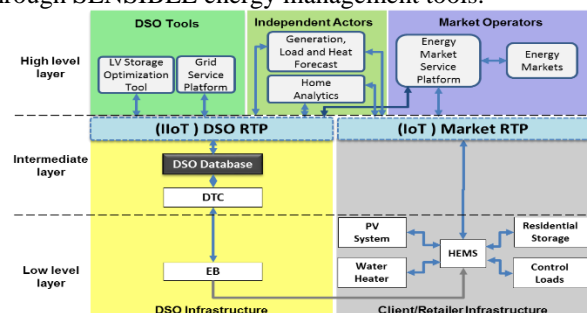 rough SENSIBLE energy management tools.
DSO Tools
Independent Actors
Market Operators
High level
layer
LV Storage
Optimization
Tool
Grid
Service
Platform
Generation,
Load and Heat
Forecast
Home
Analytics
Energy
Market
Service
Platform
Energy
Markets
(IIoT) DSO RTP
(IoT) Market RTP
Intermediate
layer
DSO Database
DTC
Low level
layer
EB
PV
System
Water
Heater
HEMS
Residential
Storage
Control
Loads
DSO Infrastructure
Client/Retailer Infrastructure